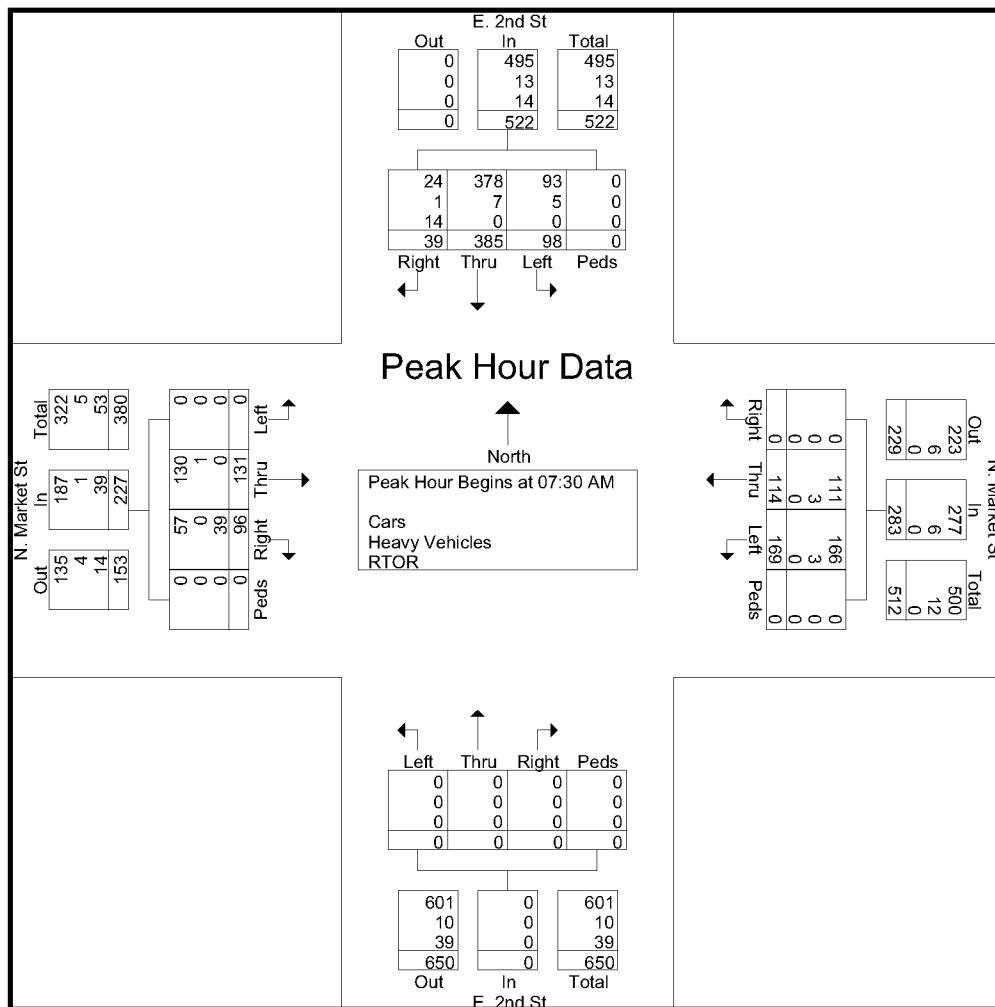 E. 2nd St
Out In Total
0 495 495
0 13 13
0 14 14
0 522 522
24 378 93 0
1 7 5 0
14 0 0 0
39 385 98 0
Right Thru Left Peds
Peak Hour Data
North
Peak Hour Begins at 07:30 AM
Cars
Heavy Vehicles
RTOR
N. Market St
Out In Total
135 187 322
4 1 5
14 39 53
153 227 380
Peds Right Thru Left
0 57 130 0
0 0 1 0
0 39 0 0
0 96 131 0
N. Market St
Out In Total
223 277 500
6 6 12
0 0 0
229 283 512
Right Thru Left Peds
0 111 166 0
0 3 3 0
0 0 0 0
0 114 169 0
Left Thru Right Peds
0 0 0 0
0 0 0 0
0 0 0 0
0 0 0 0
601 0 601
10 0 10
39 0 39
650 0 650
Out In Total
E. 2nd St